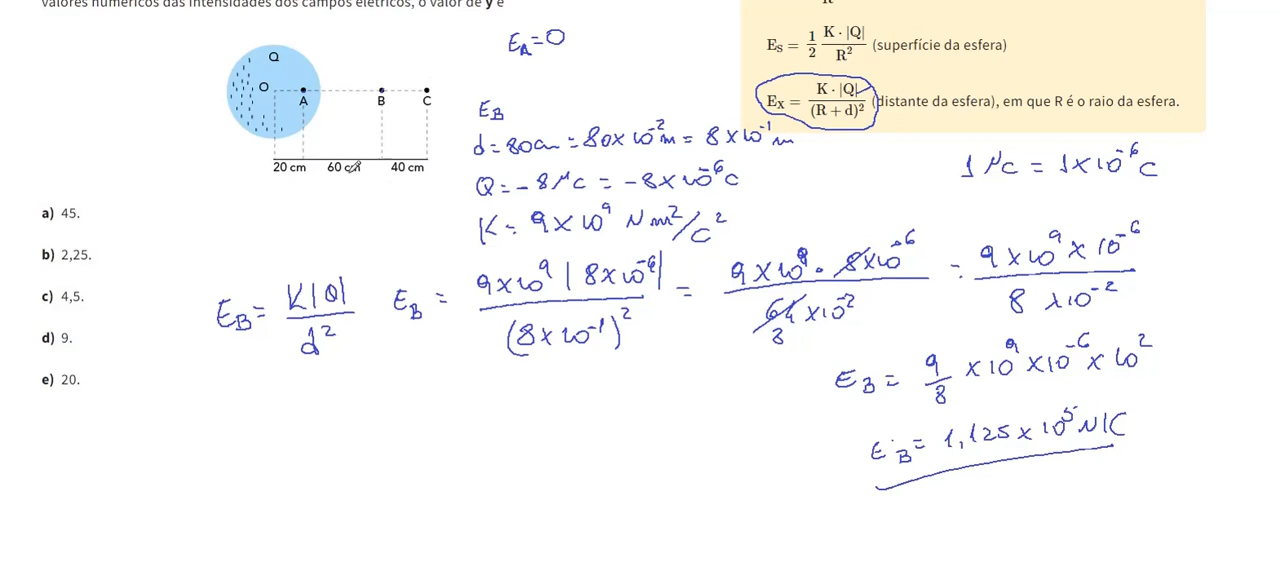 valores numéricos das intensidades dos campos elétricos, o valor de y é
E_A = 0
E_S = 1/2 K · |Q| / R² (superfície da esfera)
E_X = K · |Q| / (R + d)² (distante da esfera), em que R é o raio da esfera.
Q
O
A
B
C
20 cm 60 cm 40 cm
E_B
d = 80cm = 80 x 10⁻² m = 8 x 10⁻¹ m
Q = -8 μc = -8 x 10⁻⁶ C
K = 9 x 10⁹ N m²/C²
1 μC = 1 x 10⁻⁶ C
a) 45.
b) 2,25.
c) 4,5.
d) 9.
e) 20.
E_B = K|Q| / d²
E_B = 9 x 10⁹ |8 x 10⁻⁶| / (8 x 10⁻¹)² = 9 x 10⁹ · 8 x 10⁻⁶ / 64 x 10⁻² = 9 x 10⁹ x 10⁻⁶ / 8 x 10⁻²
8
E_B = 9/8 x 10⁹ x 10⁻⁶ x 10²
E_B = 1,125 x 10⁵ N/C